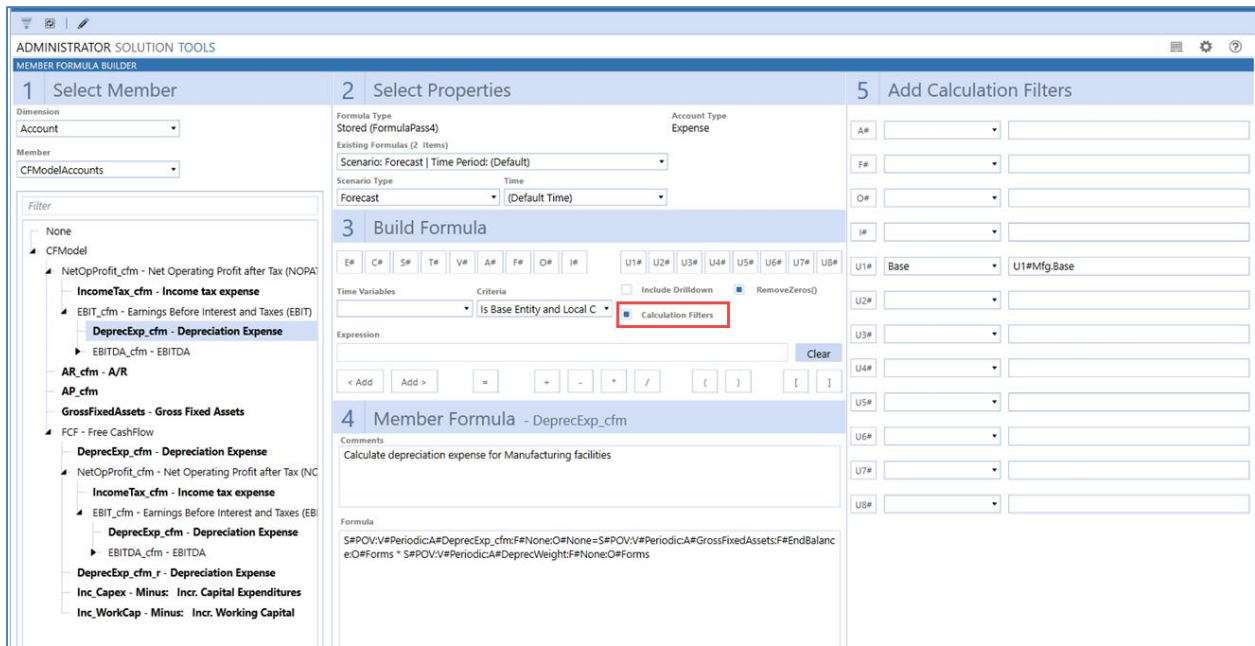 ADMINISTRATOR SOLUTION TOOLS
MEMBER FORMULA BUILDER
1 Select Member
Dimension
Account
Member
CFModelAccounts
Filter
None
CFModel
NetOpProfit_cfm - Net Operating Profit after Tax (NOPA
IncomeTax_cfm - Income tax expense
EBIT_cfm - Earnings Before Interest and Taxes (EBIT)
DeprecExp_cfm - Depreciation Expense
EBITDA_cfm - EBITDA
AR_cfm - A/R
AP_cfm
GrossFixedAssets - Gross Fixed Assets
FCF - Free CashFlow
DeprecExp_cfm - Depreciation Expense
NetOpProfit_cfm - Net Operating Profit after Tax (NO
IncomeTax_cfm - Income tax expense
EBIT_cfm - Earnings Before Interest and Taxes (EB
DeprecExp_cfm - Depreciation Expense
EBITDA_cfm - EBITDA
DeprecExp_cfm_r - Depreciation Expense
Inc_Capex - Minus: Incr. Capital Expenditures
Inc_WorkCap - Minus: Incr. Working Capital
2 Select Properties
Formula Type Account Type
Stored (FormulaPass4) Expense
Existing Formulas (2 Items)
Scenario: Forecast | Time Period: (Default)
Scenario Type Time
Forecast (Default Time)
3 Build Formula
E# C# S# T# V# A# F# O# I# U1# U2# U3# U4# U5# U6# U7# U8#
Time Variables Criteria Include Drilldown RemoveZeros()
Is Base Entity and Local C Calculation Filters
Expression
Clear
< Add Add > = + - * / ( ) [ ]
4 Member Formula - DeprecExp_cfm
Comments
Calculate depreciation expense for Manufacturing facilities
Formula
S#POV:V#Periodic:A#DeprecExp_cfm:F#None:O#None=S#POV:V#Periodic:A#GrossFixedAssets:F#EndBalanc
e:O#Forms * S#POV:V#Periodic:A#DeprecWeight:F#None:O#Forms
5 Add Calculation Filters
A#
F#
O#
I#
U1# Base U1#Mfg.Base
U2#
U3#
U4#
U5#
U6#
U7#
U8#